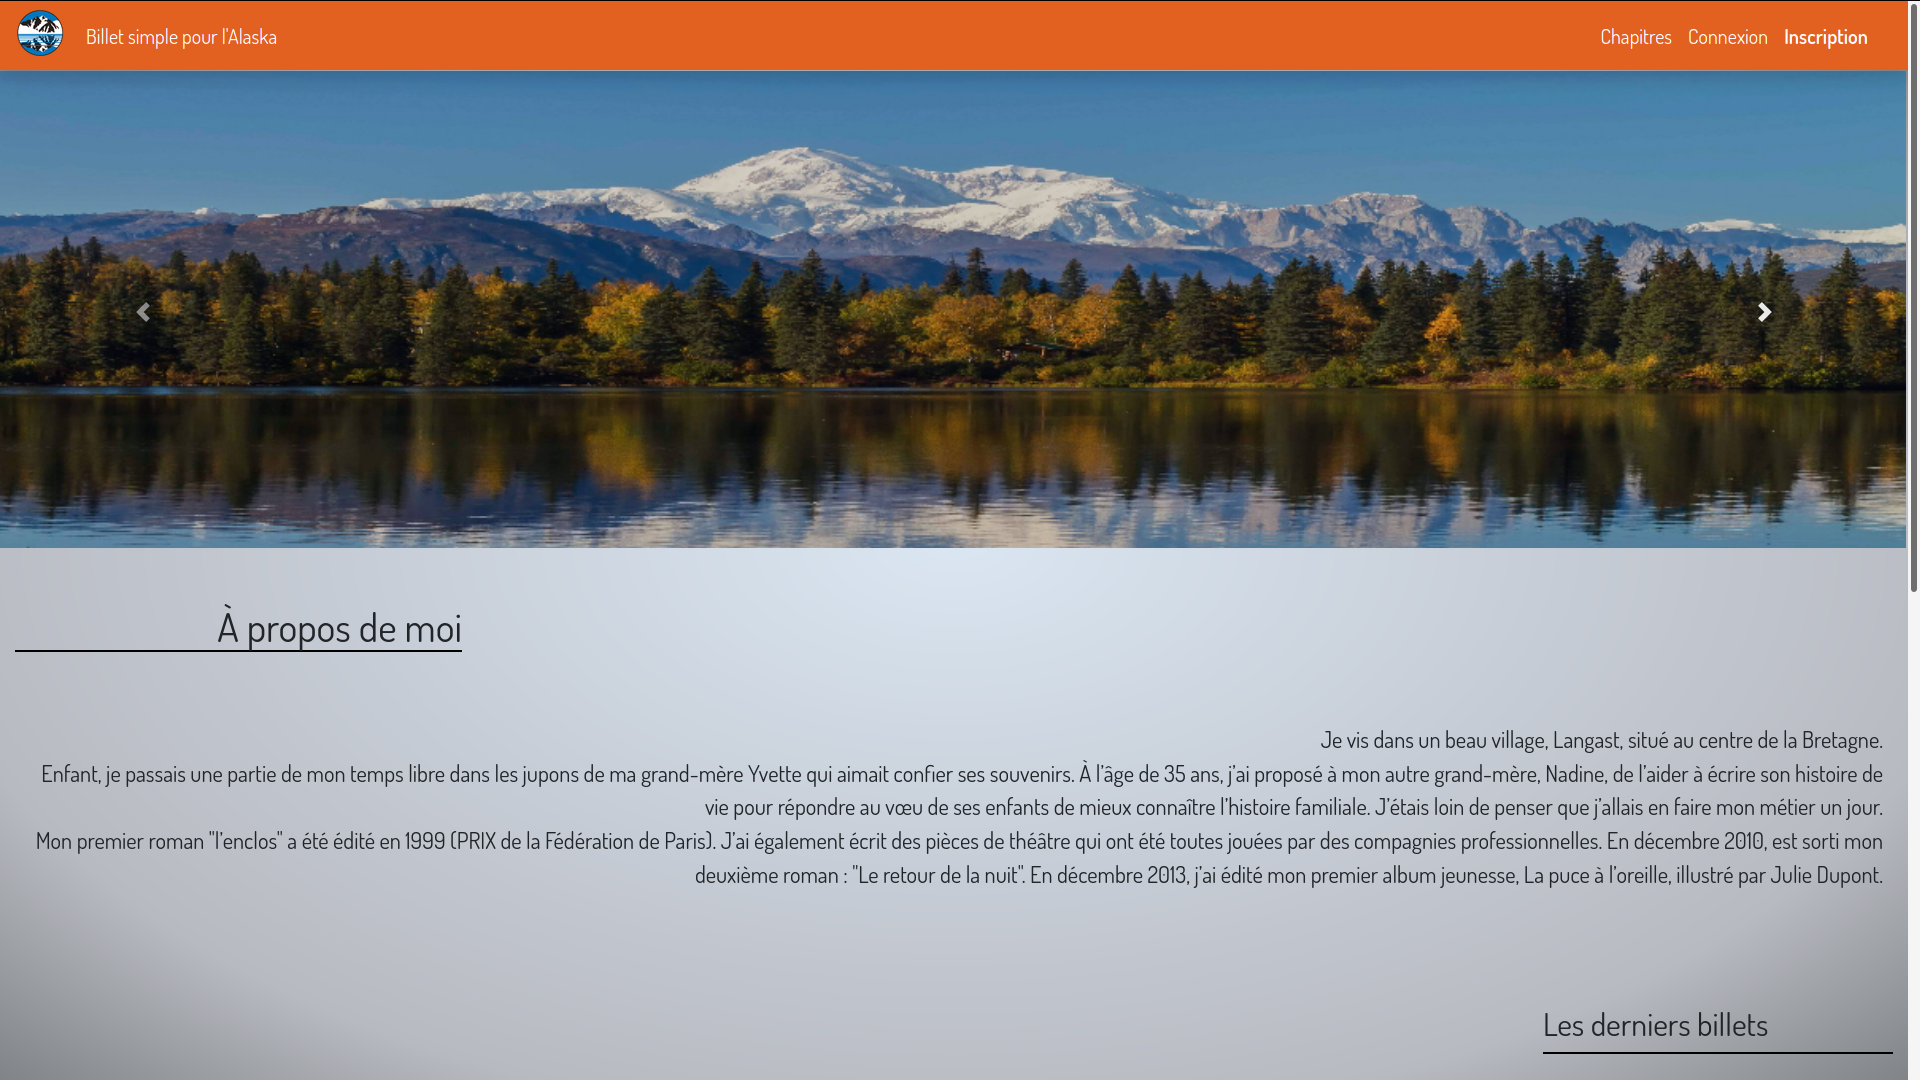 Billet simple pour l'Alaska
Chapitres
Connexion
Inscription
À propos de moi
Je vis dans un beau village, Langast, situé au centre de la Bretagne.
Enfant, je passais une partie de mon temps libre dans les jupons de ma grand-mère Yvette qui aimait confier ses souvenirs. À l’âge de 35 ans, j’ai proposé à mon autre grand-mère, Nadine, de l’aider à écrire son histoire de
vie pour répondre au vœu de ses enfants de mieux connaître l’histoire familiale. J’étais loin de penser que j’allais en faire mon métier un jour.
Mon premier roman "l’enclos" a été édité en 1999 (PRIX de la Fédération de Paris). J’ai également écrit des pièces de théâtre qui ont été toutes jouées par des compagnies professionnelles. En décembre 2010, est sorti mon
deuxième roman : "Le retour de la nuit". En décembre 2013, j’ai édité mon premier album jeunesse, La puce à l’oreille, illustré par Julie Dupont.
Les derniers billets